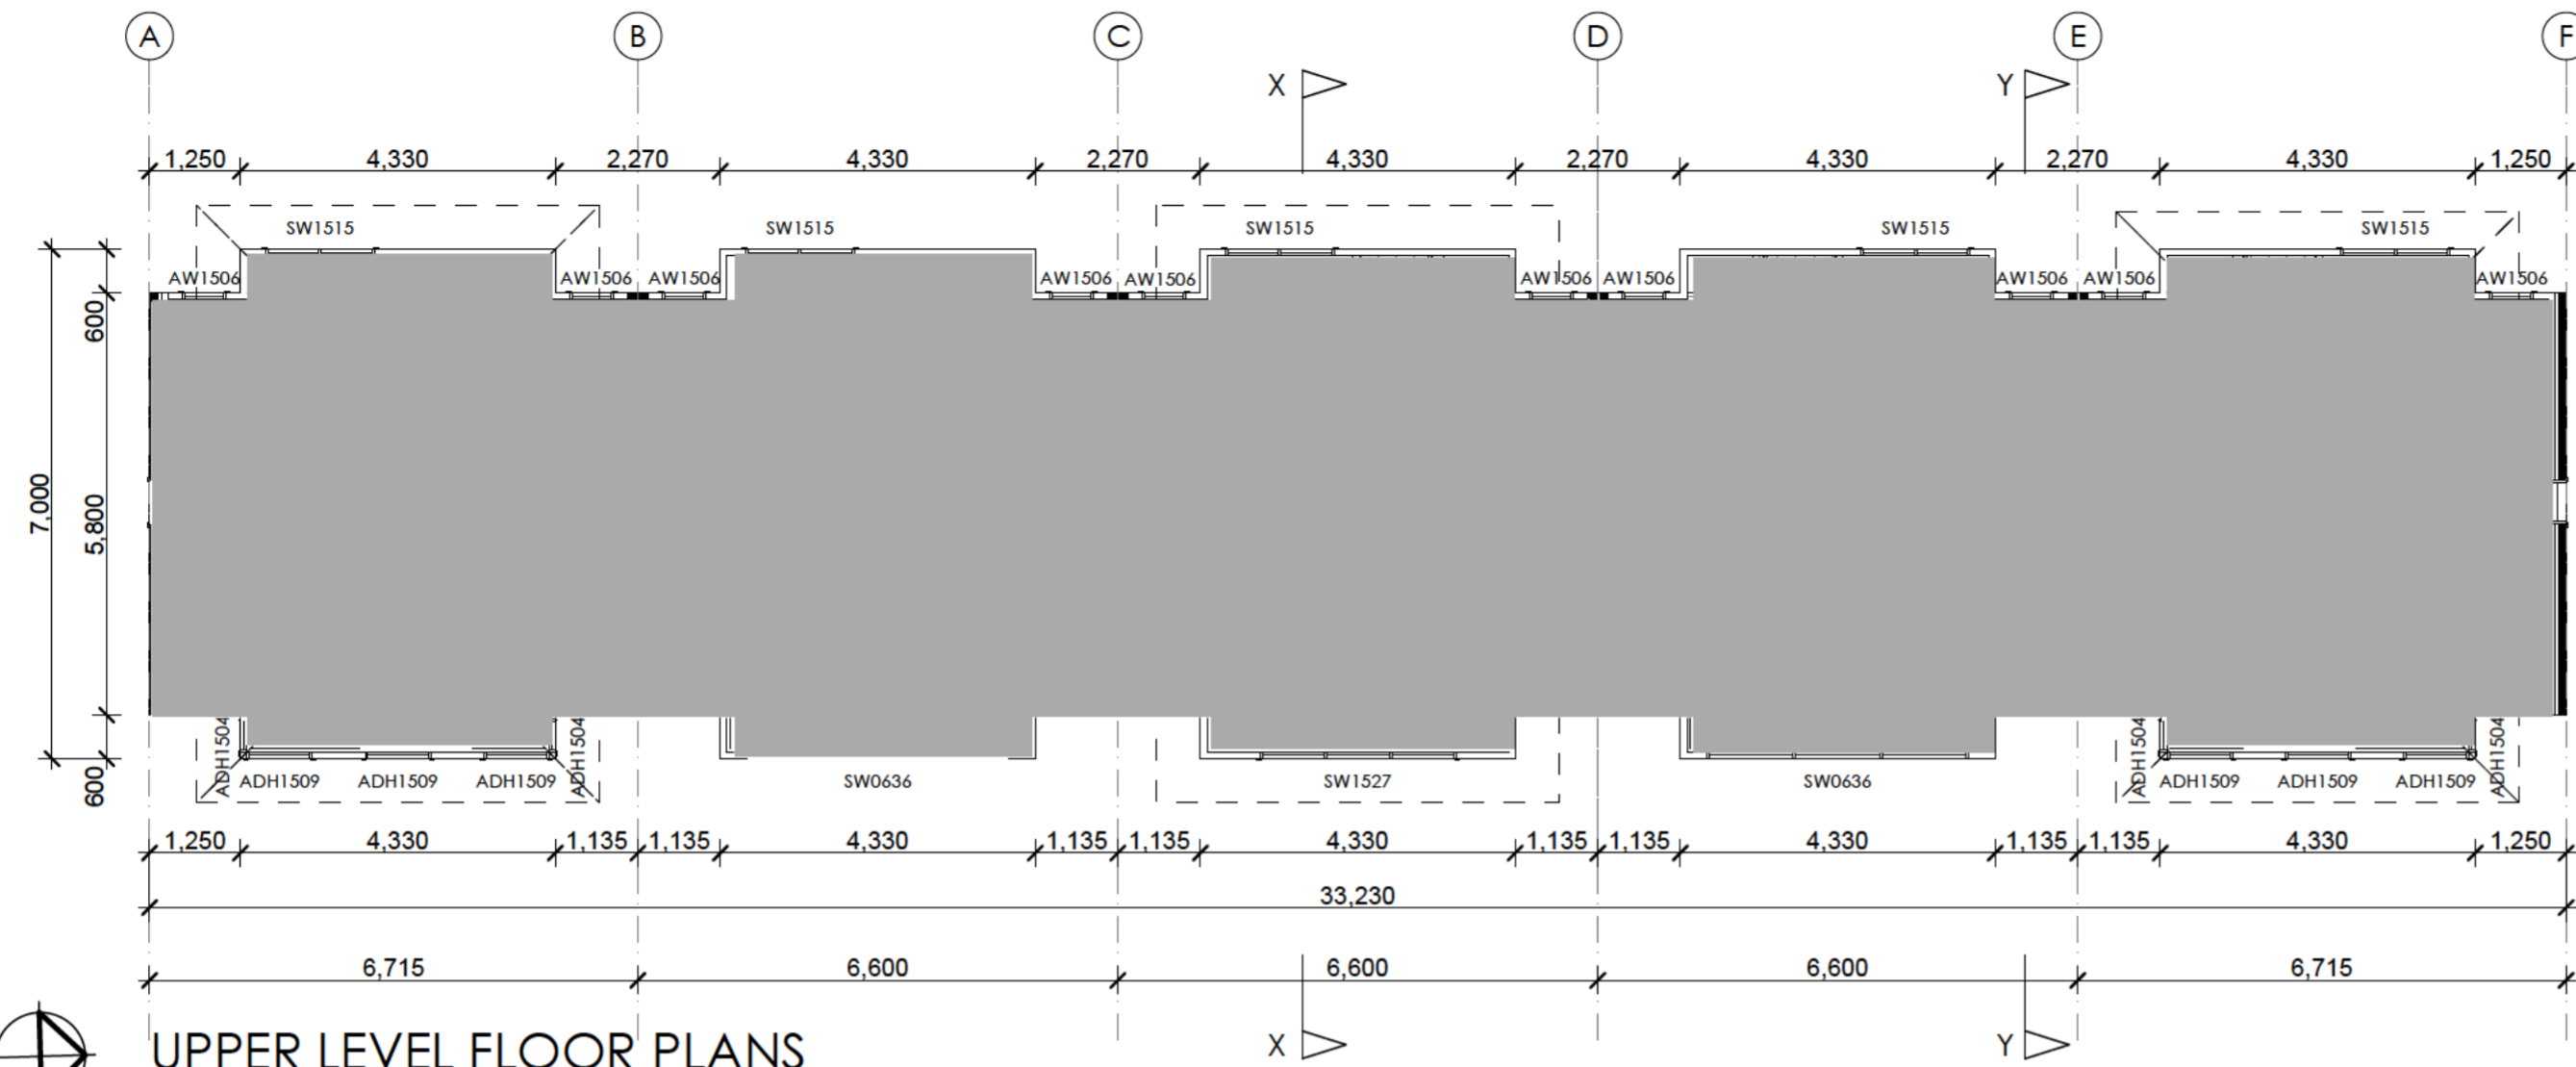 A B C D E F
X Y
1,250 4,330 2,270 4,330 2,270 4,330 2,270 4,330 2,270 4,330 1,250
SW1515 SW1515 SW1515 SW1515 SW1515
AW1506 AW1506 AW1506 AW1506 AW1506 AW1506 AW1506 AW1506 AW1506 AW1506
600
7,000 5,800
600
ADH1504 ADH1504 ADH1504 ADH1504
ADH1509 ADH1509 ADH1509 SW0636 SW1527 SW0636 ADH1509 ADH1509 ADH1509
1,250 4,330 1,135 1,135 4,330 1,135 1,135 4,330 1,135 1,135 4,330 1,135 1,135 4,330 1,250
33,230
6,715 6,600 6,600 6,600 6,715
UPPER LEVEL FLOOR PLANS
X Y